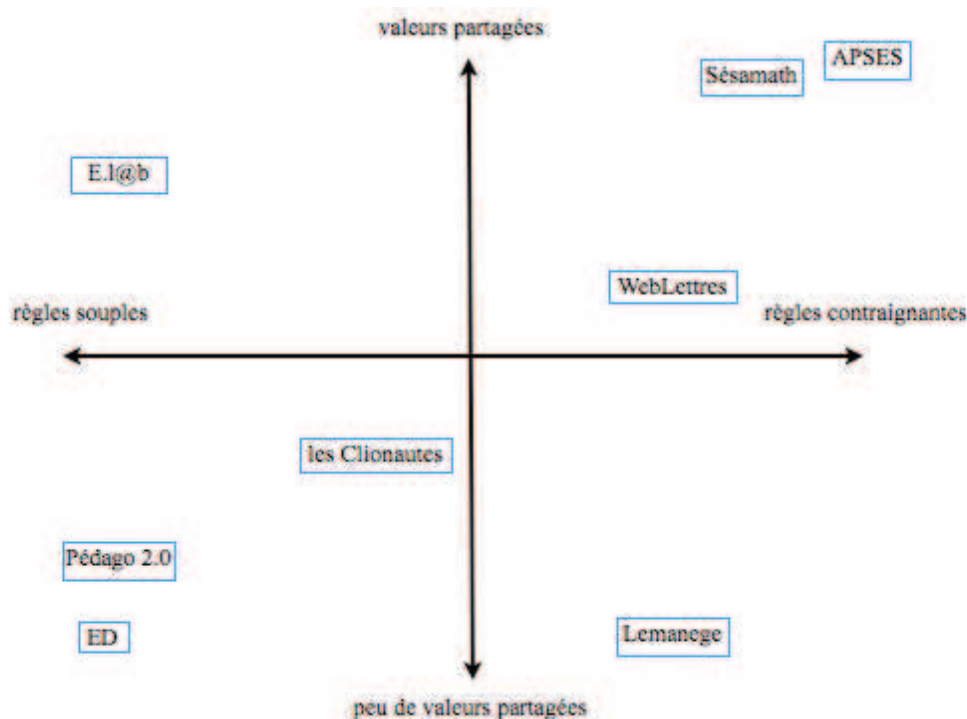 valeurs partagées
APSES
Sésamath
E.l@b
WebLettres
règles souples
règles contraignantes
les Clionautes
Pédago 2.0
ED
Lemanege
peu de valeurs partagées